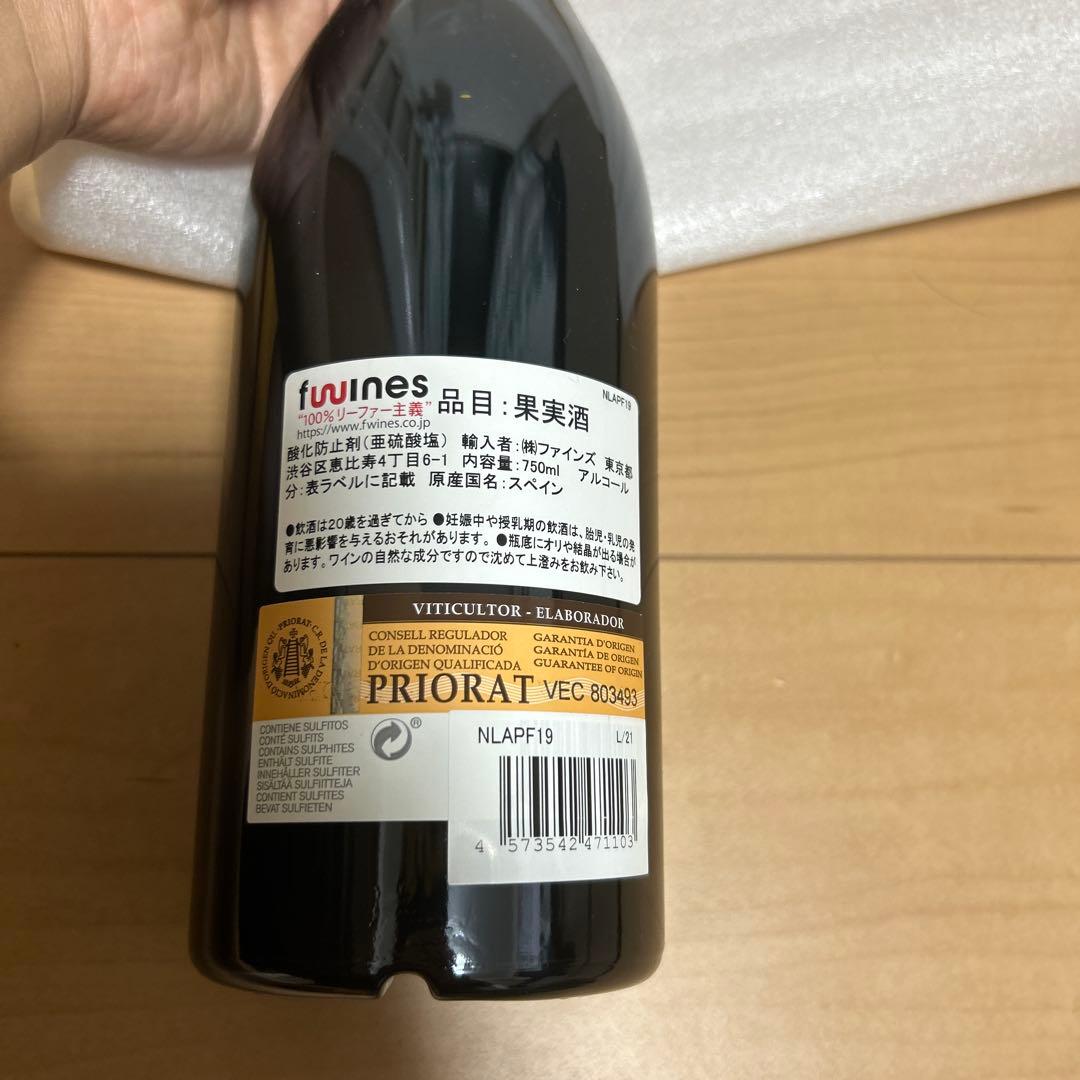 fwines
"100%リーファー主義"
https://www.fwines.co.jp
品目:果実酒
NLAPF19
酸化防止剤(亜硫酸塩) 輸入者:㈱ファインズ 東京都
渋谷区恵比寿4丁目6-1 内容量:750ml アルコール
分:表ラベルに記載 原産国名:スペイン
●飲酒は20歳を過ぎてから ●妊娠中や授乳期の飲酒は、胎児・乳児の発
育に悪影響を与えるおそれがあります。 ●瓶底にオリや結晶が出る場合が
あります。ワインの自然な成分ですので沈めて上澄みをお飲み下さい。
VITICULTOR - ELABORADOR
PRIORAT · C.R. DE LA DENOMINACIÓ D'ORIGEN QU.
CONSELL REGULADOR
DE LA DENOMINACIÓ
D'ORIGEN QUALIFICADA
GARANTIA D'ORIGEN
GARANTÍA DE ORIGEN
GUARANTEE OF ORIGIN
PRIORAT VEC 803493
CONTIENE SULFITOS
CONTÉ SULFITS
CONTAINS SULPHITES
ENTHÄLT SULFITE
INNEHÅLLER SULFITER
SISÄLTÄÄ SULFIITTEJA
CONTIENT SULFITES
BEVAT SULFIETEN
®
NLAPF19 L/21
4 573542 471103